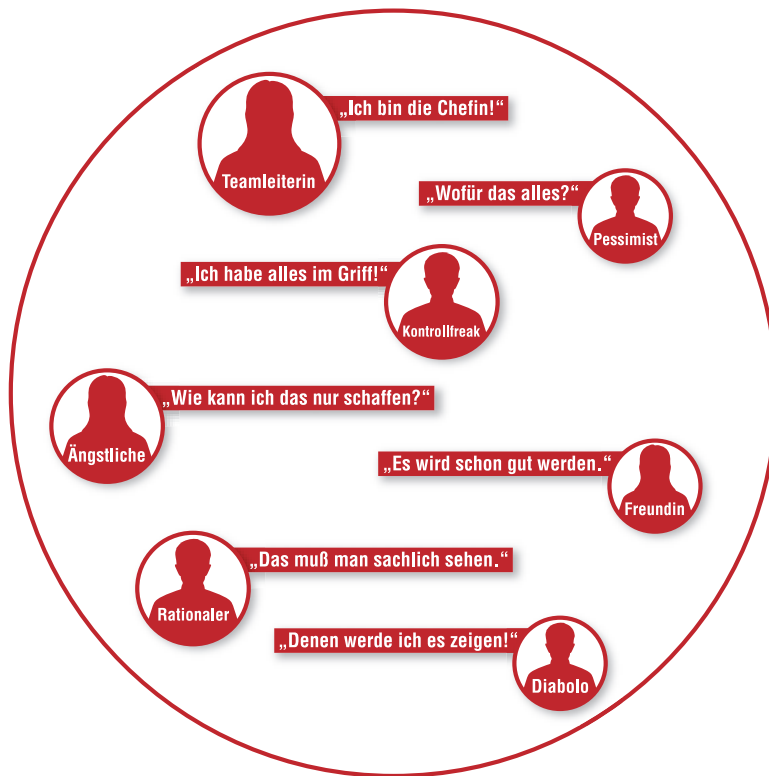 „Ich bin die Chefin!“
Teamleiterin
„Wofür das alles?“
Pessimist
„Ich habe alles im Griff!“
Kontrollfreak
„Wie kann ich das nur schaffen?“
Ängstliche
„Es wird schon gut werden.“
Freundin
„Das muß man sachlich sehen.“
Rationaler
„Denen werde ich es zeigen!“
Diabolo